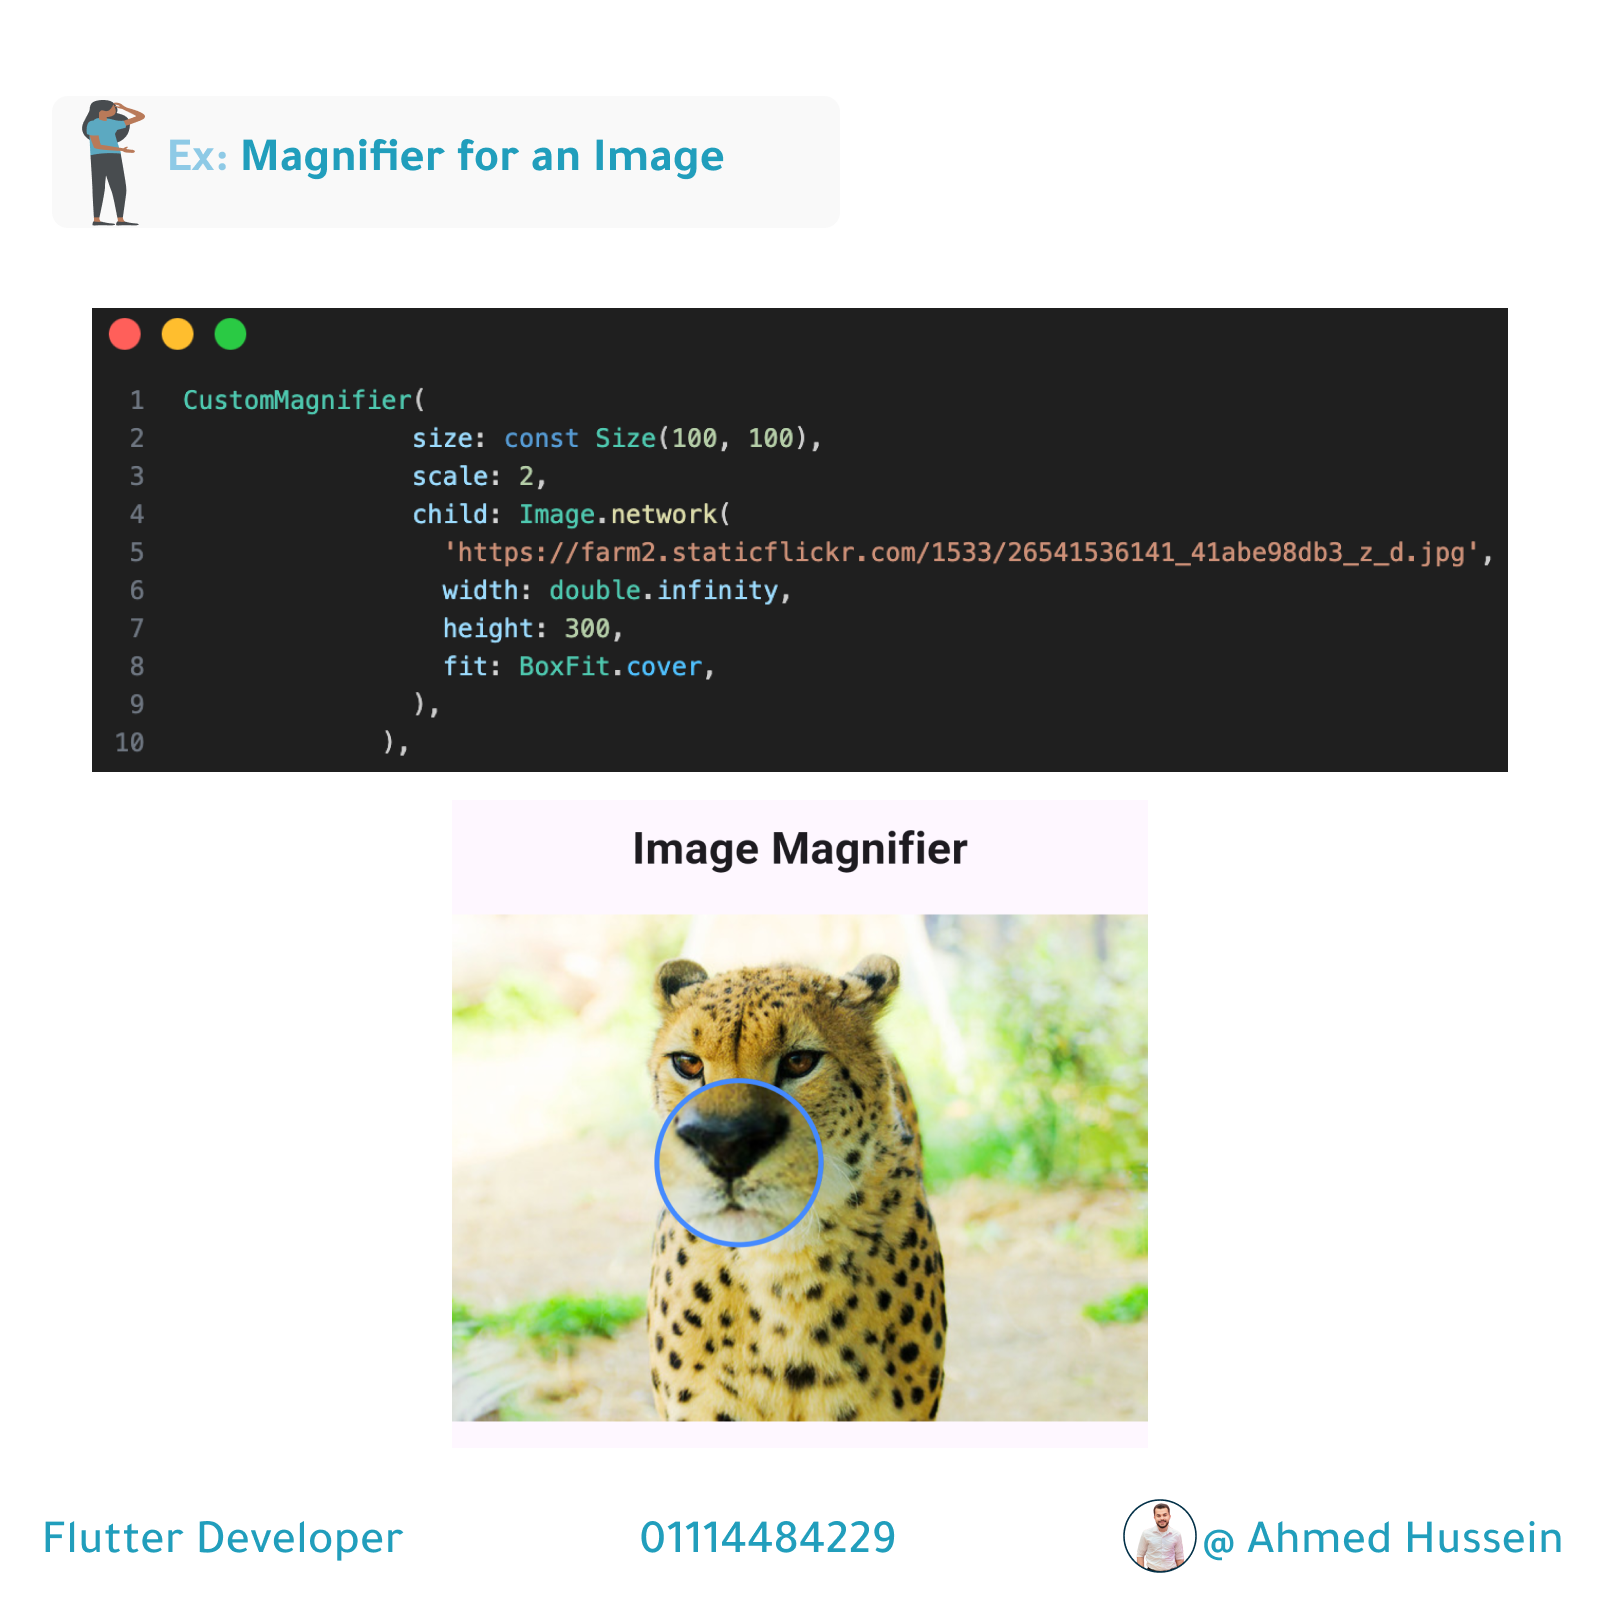 Ex: Magnifier for an Image
1 CustomMagnifier(
2 size: const Size(100, 100),
3 scale: 2,
4 child: Image.network(
5 'https://farm2.staticflickr.com/1533/26541536141_41abe98db3_z_d.jpg',
6 width: double.infinity,
7 height: 300,
8 fit: BoxFit.cover,
9 ),
10 ),
Image Magnifier
Flutter Developer 01114484229 @ Ahmed Hussein